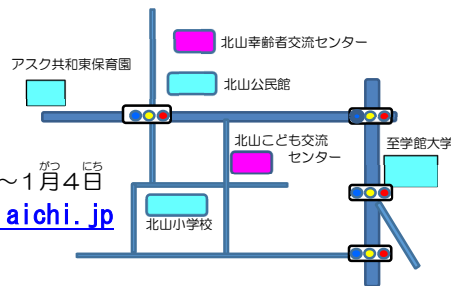 北山幸齢者交流センター
アスク共和東保育園
北山公民館
北山こども交流
センター
至学館大学
～1月4日
がつ にち
aichi.jp
北山小学校